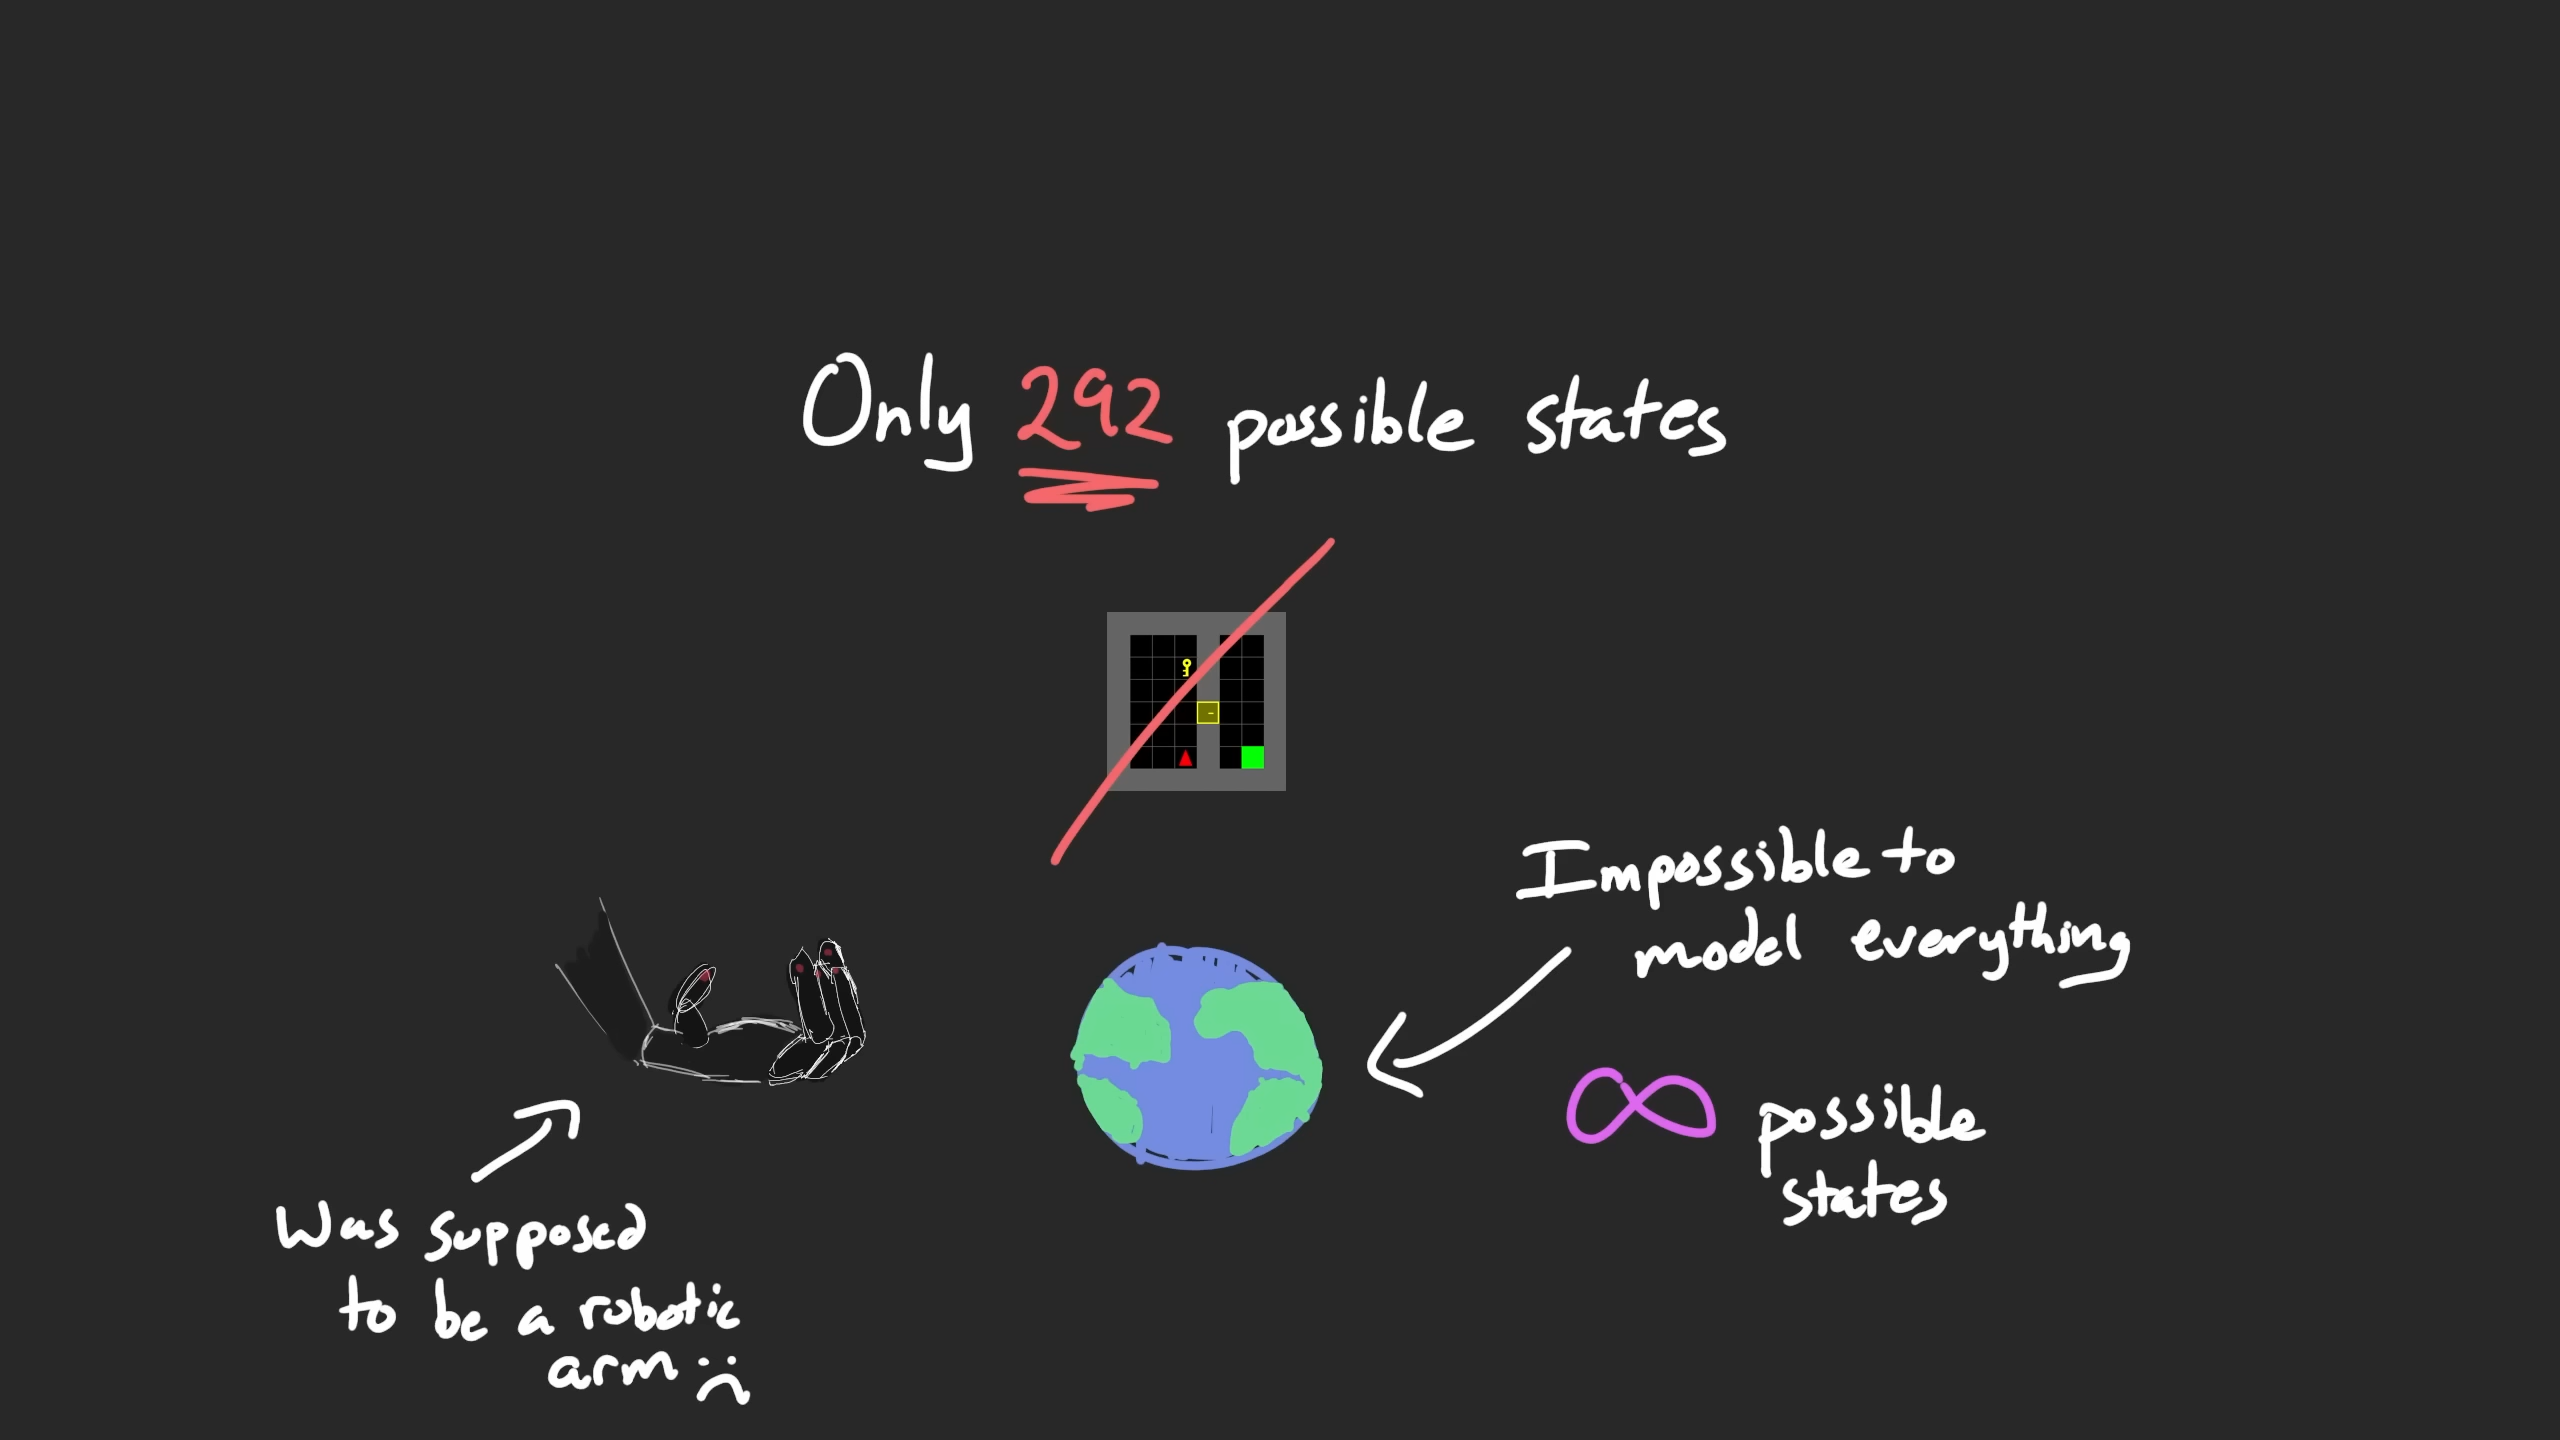 Only 292 possible states
Impossible to
model everything
∞ possible
states
Was supposed
to be a robotic
arm :(